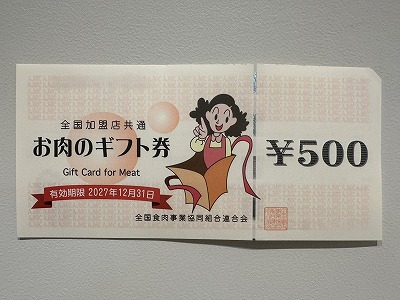 全国加盟店共通
お肉のギフト券
Gift Card for Meat
有効期限 2027年12月31日
全国食肉事業協同組合連合会
¥500